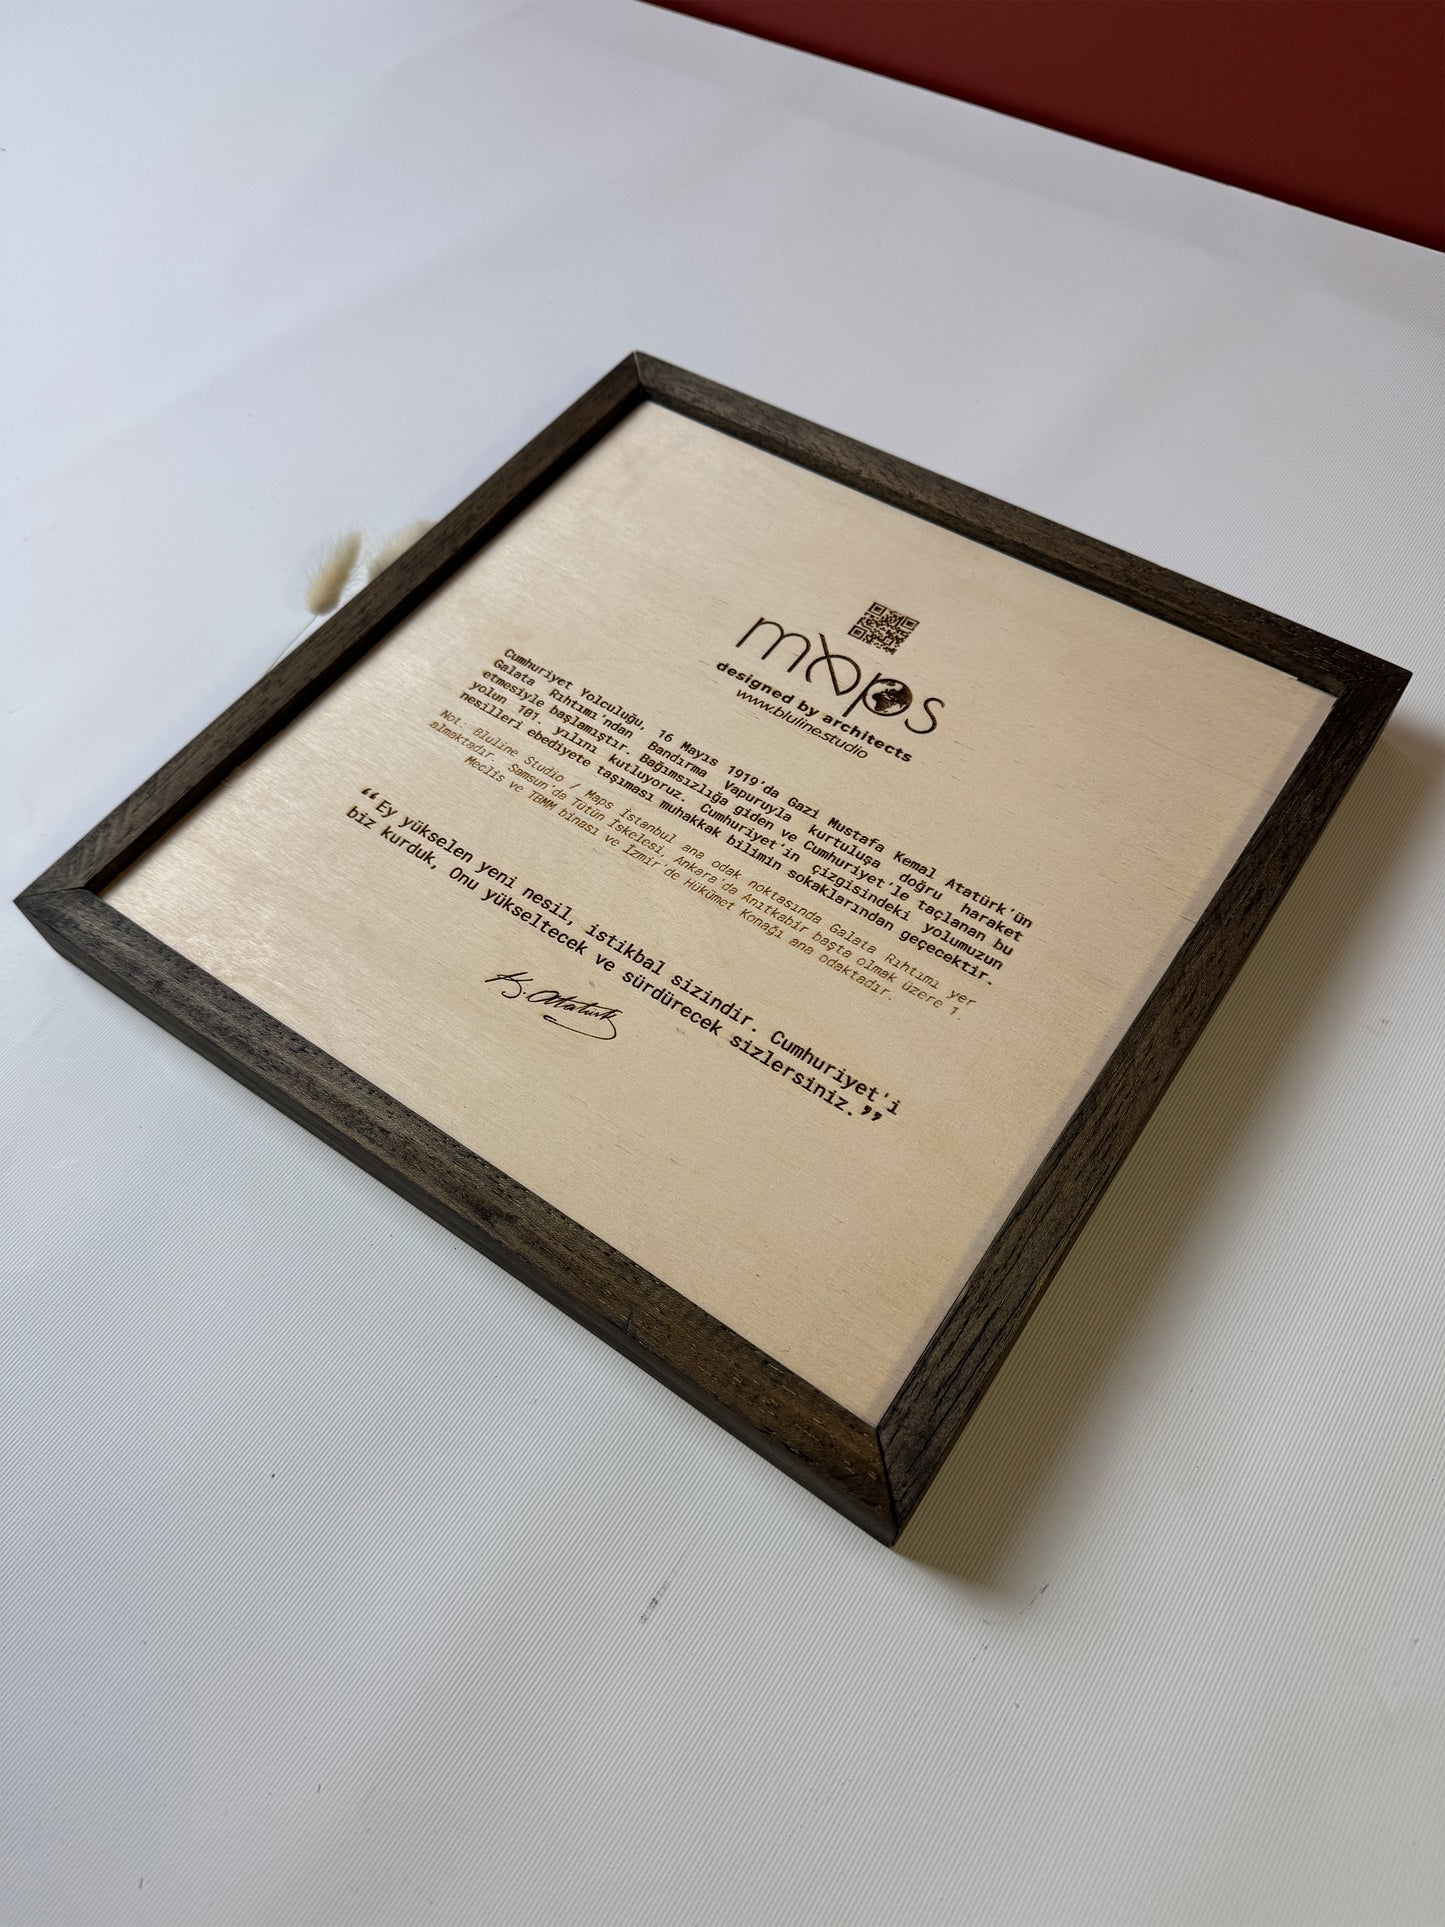 maps
designed by architects
www.bluline.studio
Cumhuriyet Yolculuğu, 16 Mayıs 1919'da Gazi Mustafa Kemal Atatürk'ün
Galata Rıhtımı'ndan Bandırma Vapuruyla kurtuluşa doğru haraket
etmesiyle başlamıştır. Bağımsızlığa giden ve Cumhuriyet'le taçlanan bu
yolun 101. yılını kutluyoruz. Cumhuriyet'in çizgisindeki yolumuzun
nesilleri ebediyete taşıması muhakkak bilimin sokaklarından geçecektir.
Not: Bluline Studio / Maps İstanbul ana odak noktasında Galata Rıhtımı yer
almaktadır. Samsun'da Tütün İskelesi, Ankara'da Anıtkabir başta olmak üzere 1.
Meclis ve TBMM binası ve İzmir'de Hükümet Konağı ana odaktadır.
“Ey yükselen yeni nesil, istikbal sizindir. Cumhuriyet'i
biz kurduk, Onu yükseltecek ve sürdürecek sizlersiniz.”
K. Atatürk